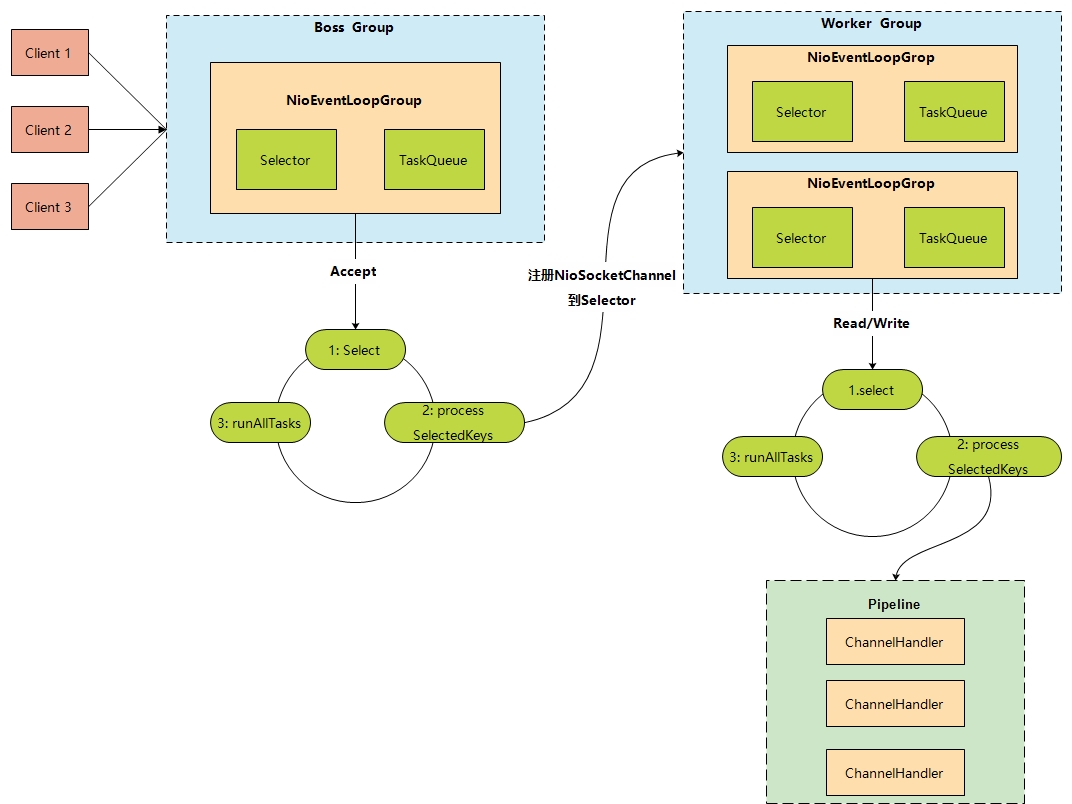 Client 1
Client 2
Client 3
Boss Group
NioEventLoopGroup
Selector
TaskQueue
Accept
1: Select
2: process
SelectedKeys
3: runAllTasks
注册NioSocketChannel
到Selector
Worker Group
NioEventLoopGrop
Selector
TaskQueue
NioEventLoopGrop
Selector
TaskQueue
Read/Write
1.select
2: process
SelectedKeys
3: runAllTasks
Pipeline
ChannelHandler
ChannelHandler
ChannelHandler